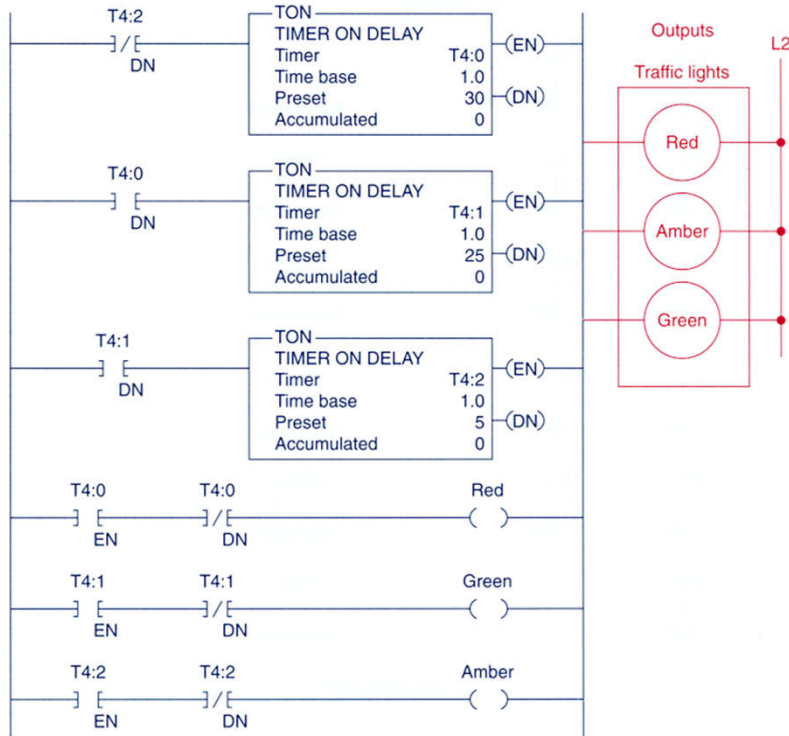 T4:2
DN
TON
TIMER ON DELAY
Timer T4:0
Time base 1.0
Preset 30
Accumulated 0
(EN)
(DN)
T4:0
DN
TON
TIMER ON DELAY
Timer T4:1
Time base 1.0
Preset 25
Accumulated 0
(EN)
(DN)
T4:1
DN
TON
TIMER ON DELAY
Timer T4:2
Time base 1.0
Preset 5
Accumulated 0
(EN)
(DN)
T4:0 T4:0 Red
EN DN
T4:1 T4:1 Green
EN DN
T4:2 T4:2 Amber
EN DN
Outputs
L2
Traffic lights
Red
Amber
Green